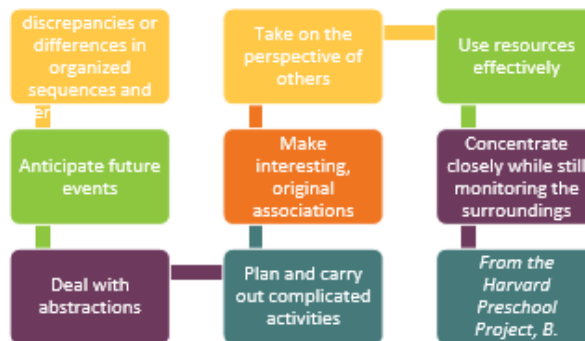 discrepancies or
differences in
organized
sequences and
Anticipate future
events
Deal with
abstractions
Plan and carry
out complicated
activities
Make
interesting,
original
associations
Take on the
perspective of
others
Use resources
effectively
Concentrate
closely while still
monitoring the
surroundings
From the
Harvard
Preschool
Project, B.